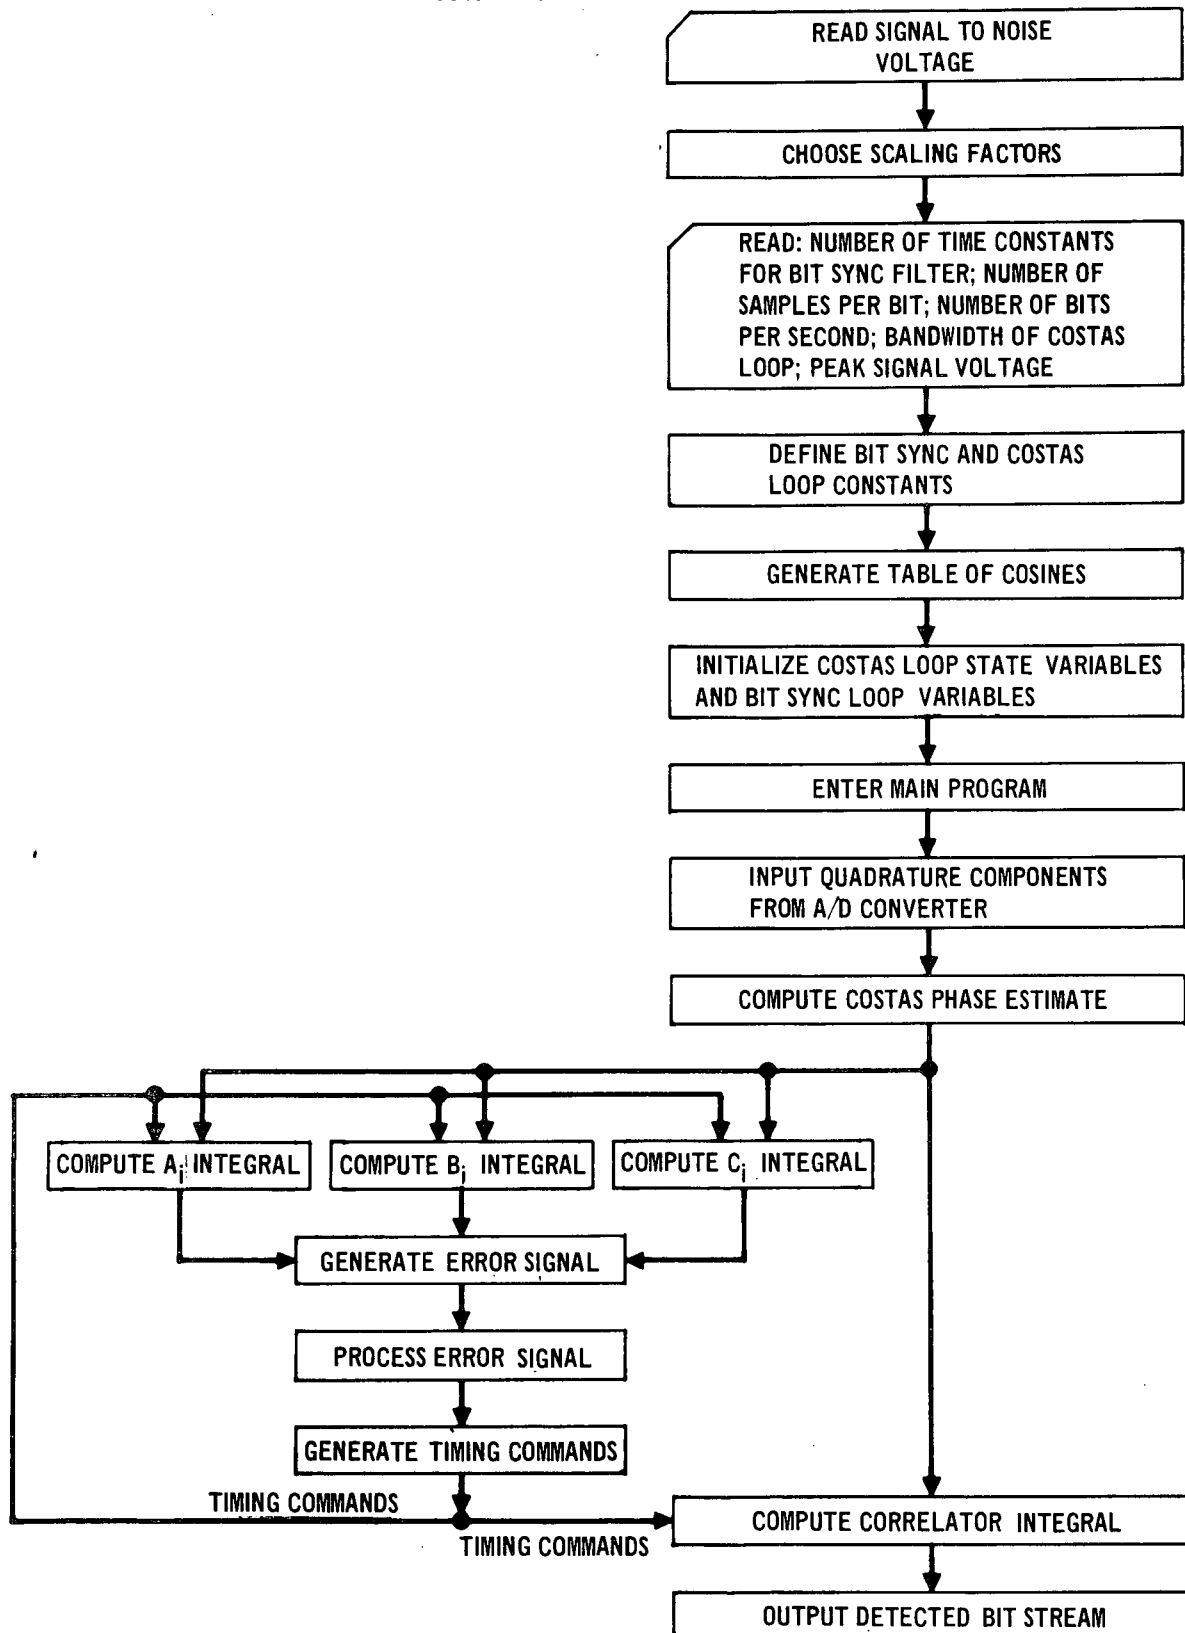 READ SIGNAL TO NOISE
VOLTAGE
CHOOSE SCALING FACTORS
READ: NUMBER OF TIME CONSTANTS
FOR BIT SYNC FILTER; NUMBER OF
SAMPLES PER BIT; NUMBER OF BITS
PER SECOND; BANDWIDTH OF COSTAS
LOOP; PEAK SIGNAL VOLTAGE
DEFINE BIT SYNC AND COSTAS
LOOP CONSTANTS
GENERATE TABLE OF COSINES
INITIALIZE COSTAS LOOP STATE VARIABLES
AND BIT SYNC LOOP VARIABLES
ENTER MAIN PROGRAM
INPUT QUADRATURE COMPONENTS
FROM A/D CONVERTER
COMPUTE COSTAS PHASE ESTIMATE
COMPUTE Ai INTEGRAL
COMPUTE Bi INTEGRAL
COMPUTE Ci INTEGRAL
GENERATE ERROR SIGNAL
PROCESS ERROR SIGNAL
GENERATE TIMING COMMANDS
TIMING COMMANDS
TIMING COMMANDS
COMPUTE CORRELATOR INTEGRAL
OUTPUT DETECTED BIT STREAM